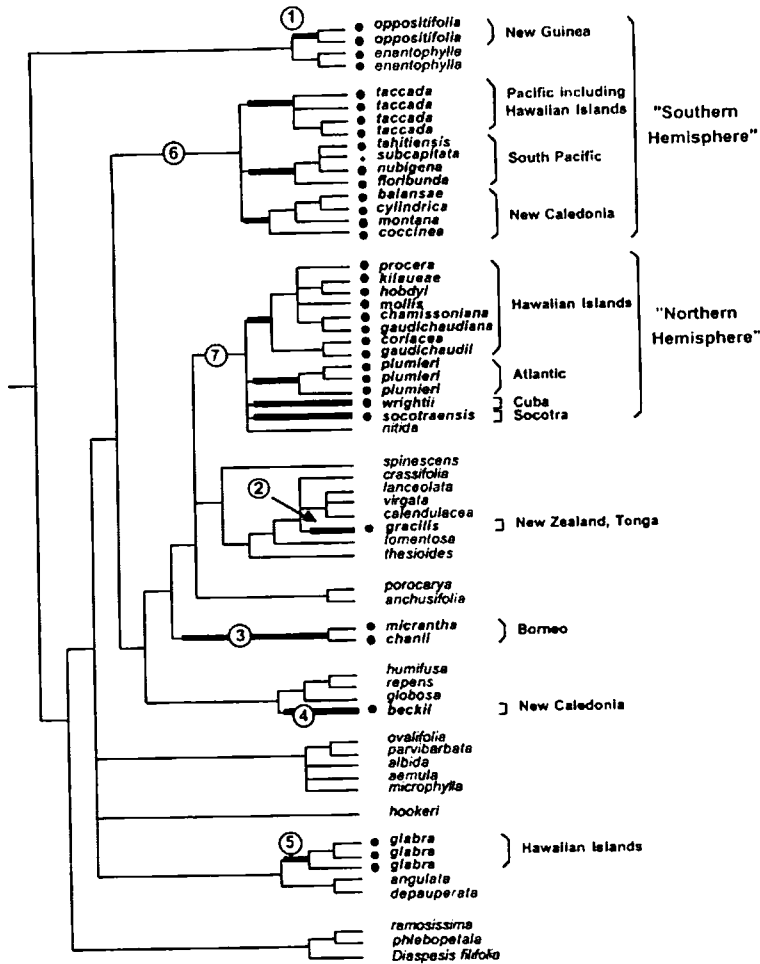 1
oppositifolia
oppositifolia
New Guinea
enantophylla
enantophylla
taccada
taccada
taccada
taccada
Pacific including
Hawaiian Islands
"Southern
Hemisphere"
6
tahitiensis
subcapitata
nubigena
floribunda
South Pacific
balansae
cylindrica
montana
coccinea
New Caledonia
procera
kilaueae
hobdyi
mollis
chamissoniana
gaudichaudiana
coriacea
gaudichaudii
Hawaiian Islands
"Northern
Hemisphere"
7
plumieri
plumieri
plumieri
Atlantic
wrightii
Cuba
socotraensis
Socotra
nitida
spinescens
crassifolia
lanceolata
virgata
calendulacea
2
gracilis
New Zealand, Tonga
tomentosa
thesioides
porocarya
anchusifolia
3
micrantha
chanii
Borneo
humifusa
repens
globosa
4
beckii
New Caledonia
ovalifolia
parvibarbata
albida
aemula
microphylla
hookeri
5
glabra
glabra
glabra
Hawaiian Islands
angulata
depauperata
ramosissima
phlebopetala
Diaspasis filifolia